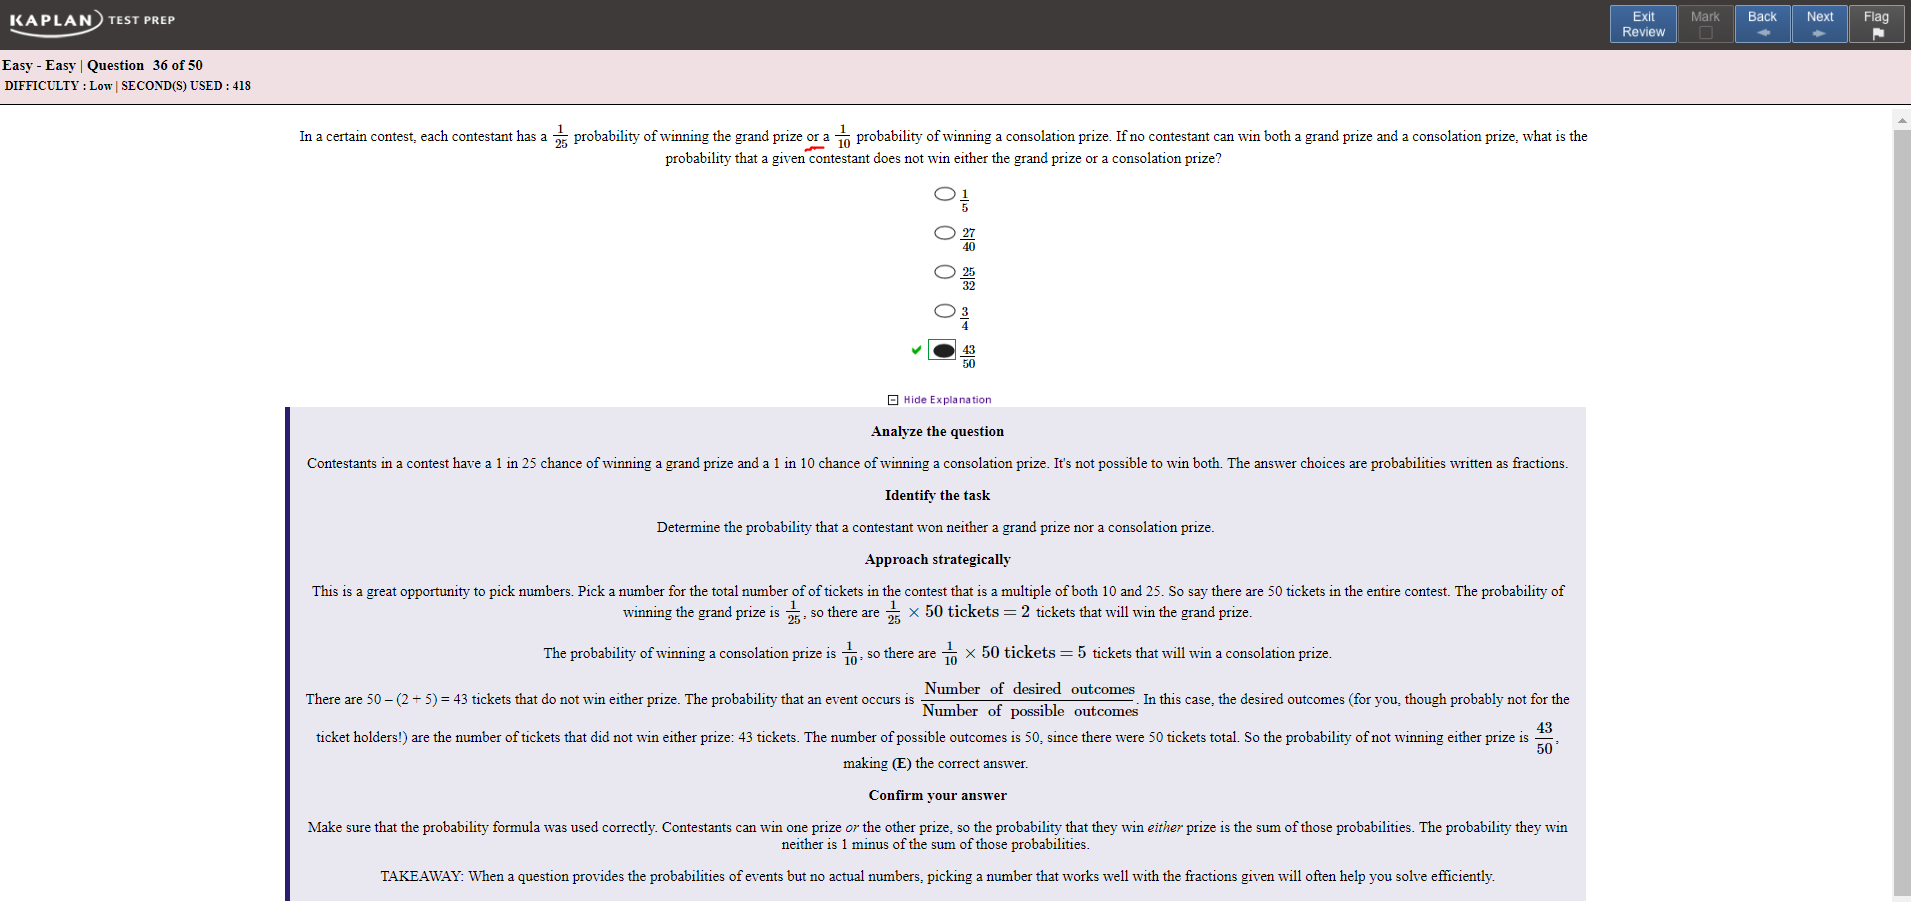 KAPLAN TEST PREP
Exit Review
Mark
Back
Next
Flag
Easy - Easy | Question 36 of 50
DIFFICULTY : Low | SECOND(S) USED : 418
In a certain contest, each contestant has a 1/25 probability of winning the grand prize or a 1/10 probability of winning a consolation prize. If no contestant can win both a grand prize and a consolation prize, what is the
probability that a given contestant does not win either the grand prize or a consolation prize?
1/5
27/40
25/32
3/4
43/50
Hide Explanation
Analyze the question
Contestants in a contest have a 1 in 25 chance of winning a grand prize and a 1 in 10 chance of winning a consolation prize. It's not possible to win both. The answer choices are probabilities written as fractions.
Identify the task
Determine the probability that a contestant won neither a grand prize nor a consolation prize.
Approach strategically
This is a great opportunity to pick numbers. Pick a number for the total number of of tickets in the contest that is a multiple of both 10 and 25. So say there are 50 tickets in the entire contest. The probability of
winning the grand prize is 1/25, so there are 1/25 × 50 tickets = 2 tickets that will win the grand prize.
The probability of winning a consolation prize is 1/10, so there are 1/10 × 50 tickets = 5 tickets that will win a consolation prize.
There are 50 – (2 + 5) = 43 tickets that do not win either prize. The probability that an event occurs is Number of desired outcomes/Number of possible outcomes. In this case, the desired outcomes (for you, though probably not for the
ticket holders!) are the number of tickets that did not win either prize: 43 tickets. The number of possible outcomes is 50, since there were 50 tickets total. So the probability of not winning either prize is 43/50,
making (E) the correct answer.
Confirm your answer
Make sure that the probability formula was used correctly. Contestants can win one prize or the other prize, so the probability that they win either prize is the sum of those probabilities. The probability they win
neither is 1 minus of the sum of those probabilities.
TAKEAWAY: When a question provides the probabilities of events but no actual numbers, picking a number that works well with the fractions given will often help you solve efficiently.